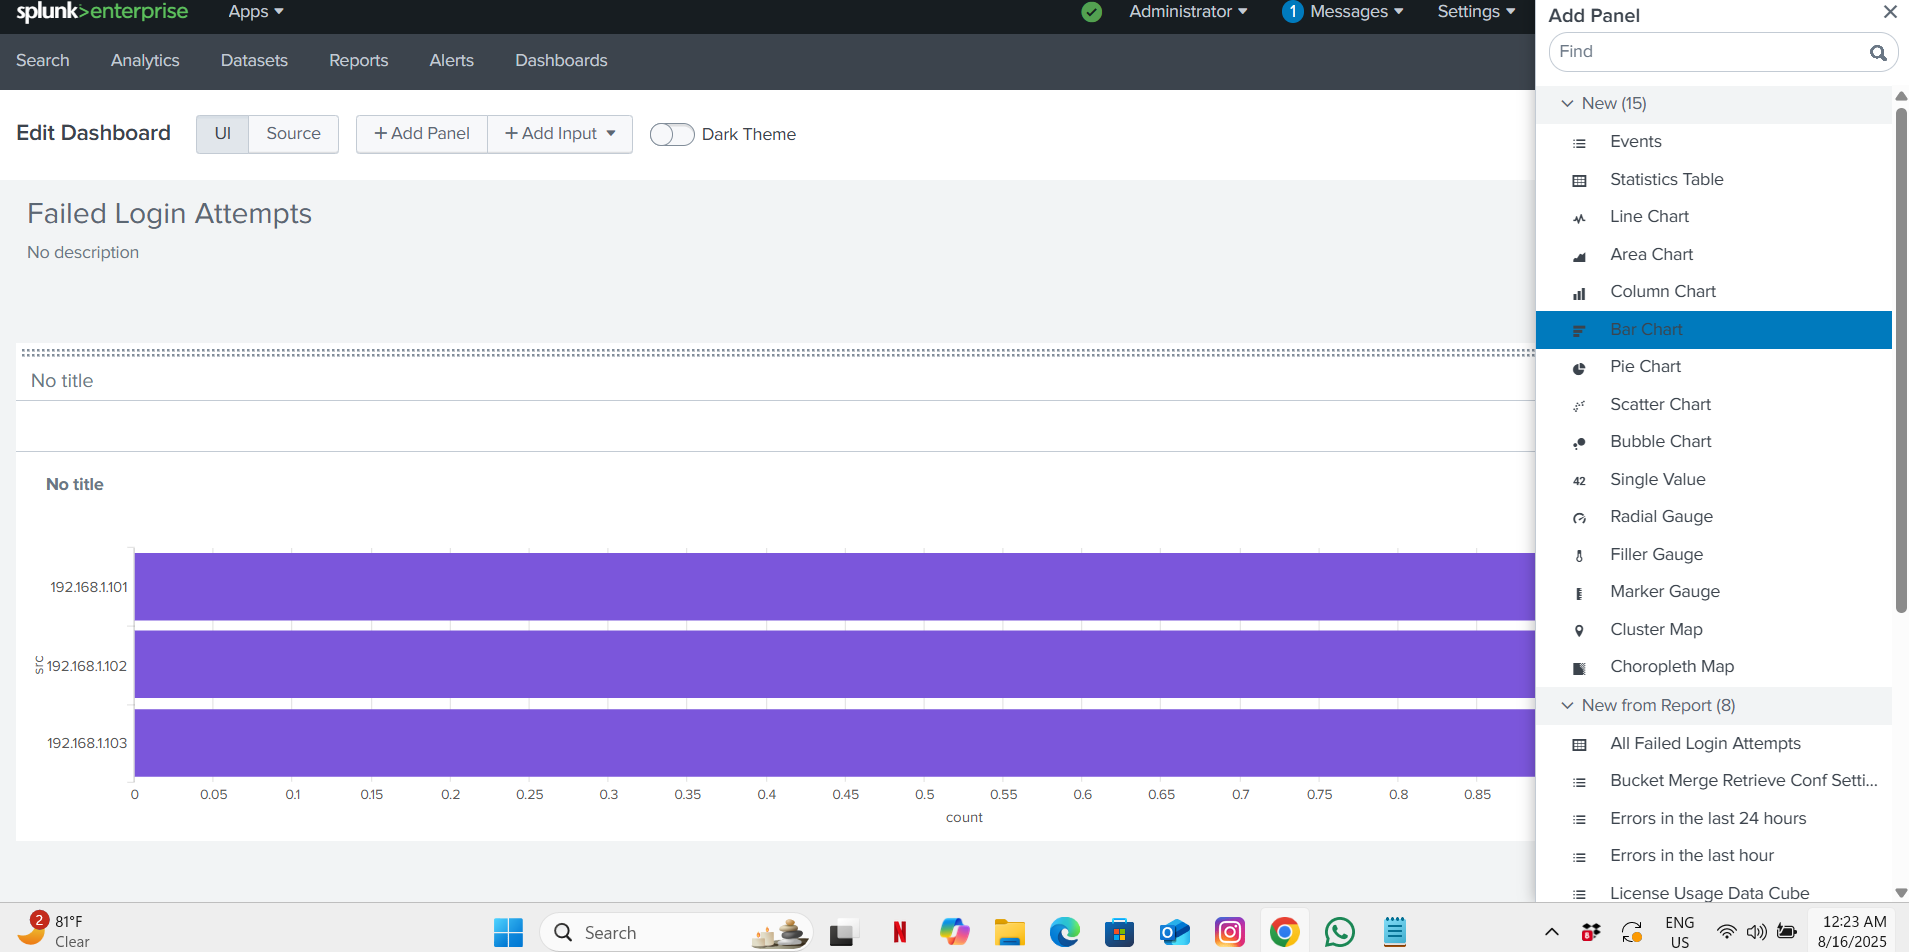 splunk>enterprise Apps Administrator 1 Messages Settings
Search Analytics Datasets Reports Alerts Dashboards
Edit Dashboard UI Source + Add Panel + Add Input Dark Theme
Failed Login Attempts
No description
No title
No title
src
192.168.1.101
192.168.1.102
192.168.1.103
0 0.05 0.1 0.15 0.2 0.25 0.3 0.35 0.4 0.45 0.5 0.55 0.6 0.65 0.7 0.75 0.8 0.85
count
Add Panel
Find
New (15)
Events
Statistics Table
Line Chart
Area Chart
Column Chart
Bar Chart
Pie Chart
Scatter Chart
Bubble Chart
42 Single Value
Radial Gauge
Filler Gauge
Marker Gauge
Cluster Map
Choropleth Map
New from Report (8)
All Failed Login Attempts
Bucket Merge Retrieve Conf Setti...
Errors in the last 24 hours
Errors in the last hour
License Usage Data Cube
2 81°F
Clear
Search
N
8
ENG
US
12:23 AM
8/16/2025